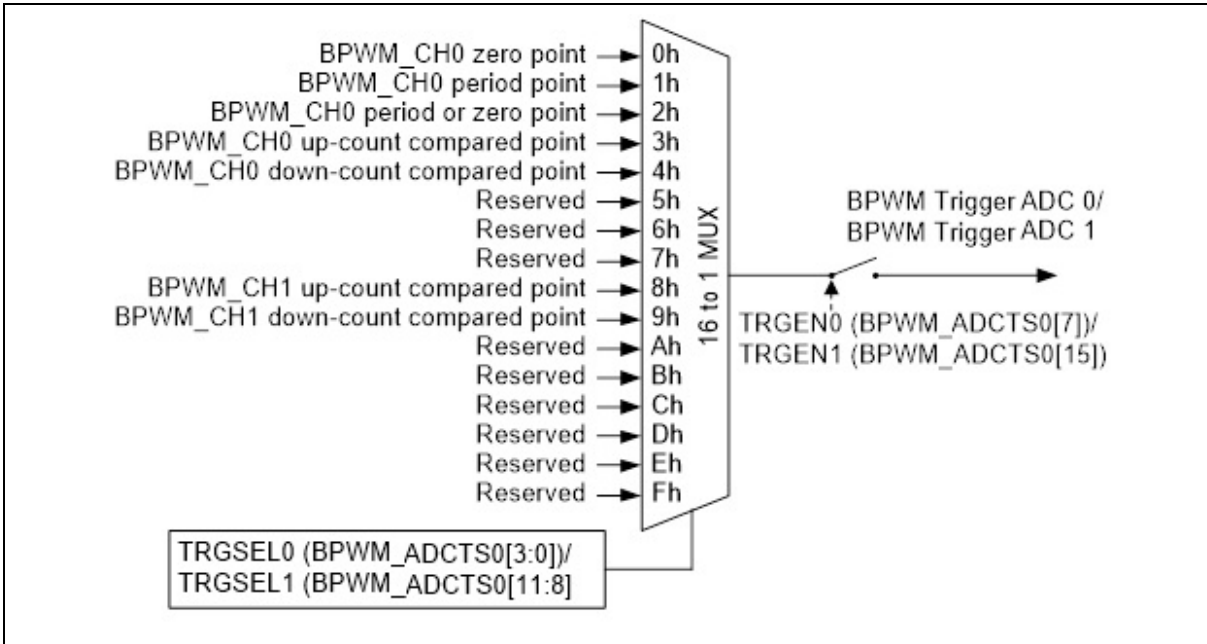 BPWM_CH0 zero point 0h
BPWM_CH0 period point 1h
BPWM_CH0 period or zero point 2h
BPWM_CH0 up-count compared point 3h
BPWM_CH0 down-count compared point 4h
Reserved 5h
Reserved 6h
Reserved 7h
BPWM_CH1 up-count compared point 8h
BPWM_CH1 down-count compared point 9h
Reserved Ah
Reserved Bh
Reserved Ch
Reserved Dh
Reserved Eh
Reserved Fh
16 to 1 MUX
BPWM Trigger ADC 0/
BPWM Trigger ADC 1
TRGEN0 (BPWM_ADCTS0[7])/
TRGEN1 (BPWM_ADCTS0[15])
TRGSEL0 (BPWM_ADCTS0[3:0])/
TRGSEL1 (BPWM_ADCTS0[11:8]